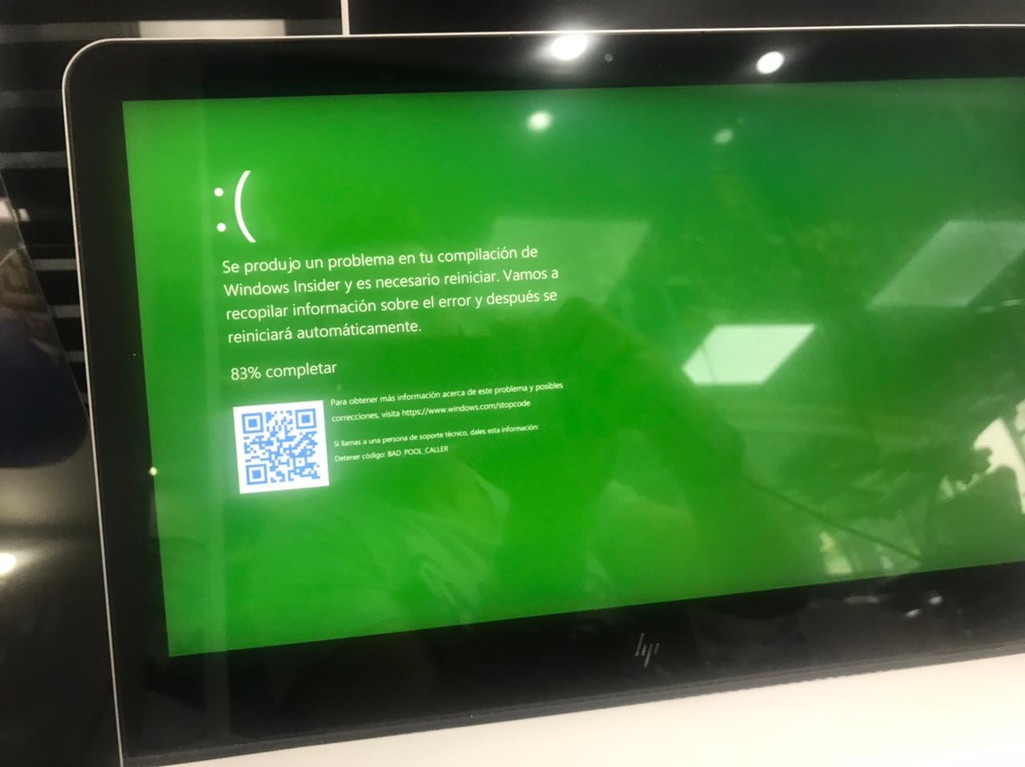 :(
Se produjo un problema en tu compilación de
Windows Insider y es necesario reiniciar. Vamos a
recopilar información sobre el error y después se
reiniciará automáticamente.
83% completar
Para obtener más información acerca de este problema y posibles
correcciones, visita https://www.windows.com/stopcode
Si llamas a una persona de soporte técnico, dales esta información:
Detener código: BAD_POOL_CALLER
hp